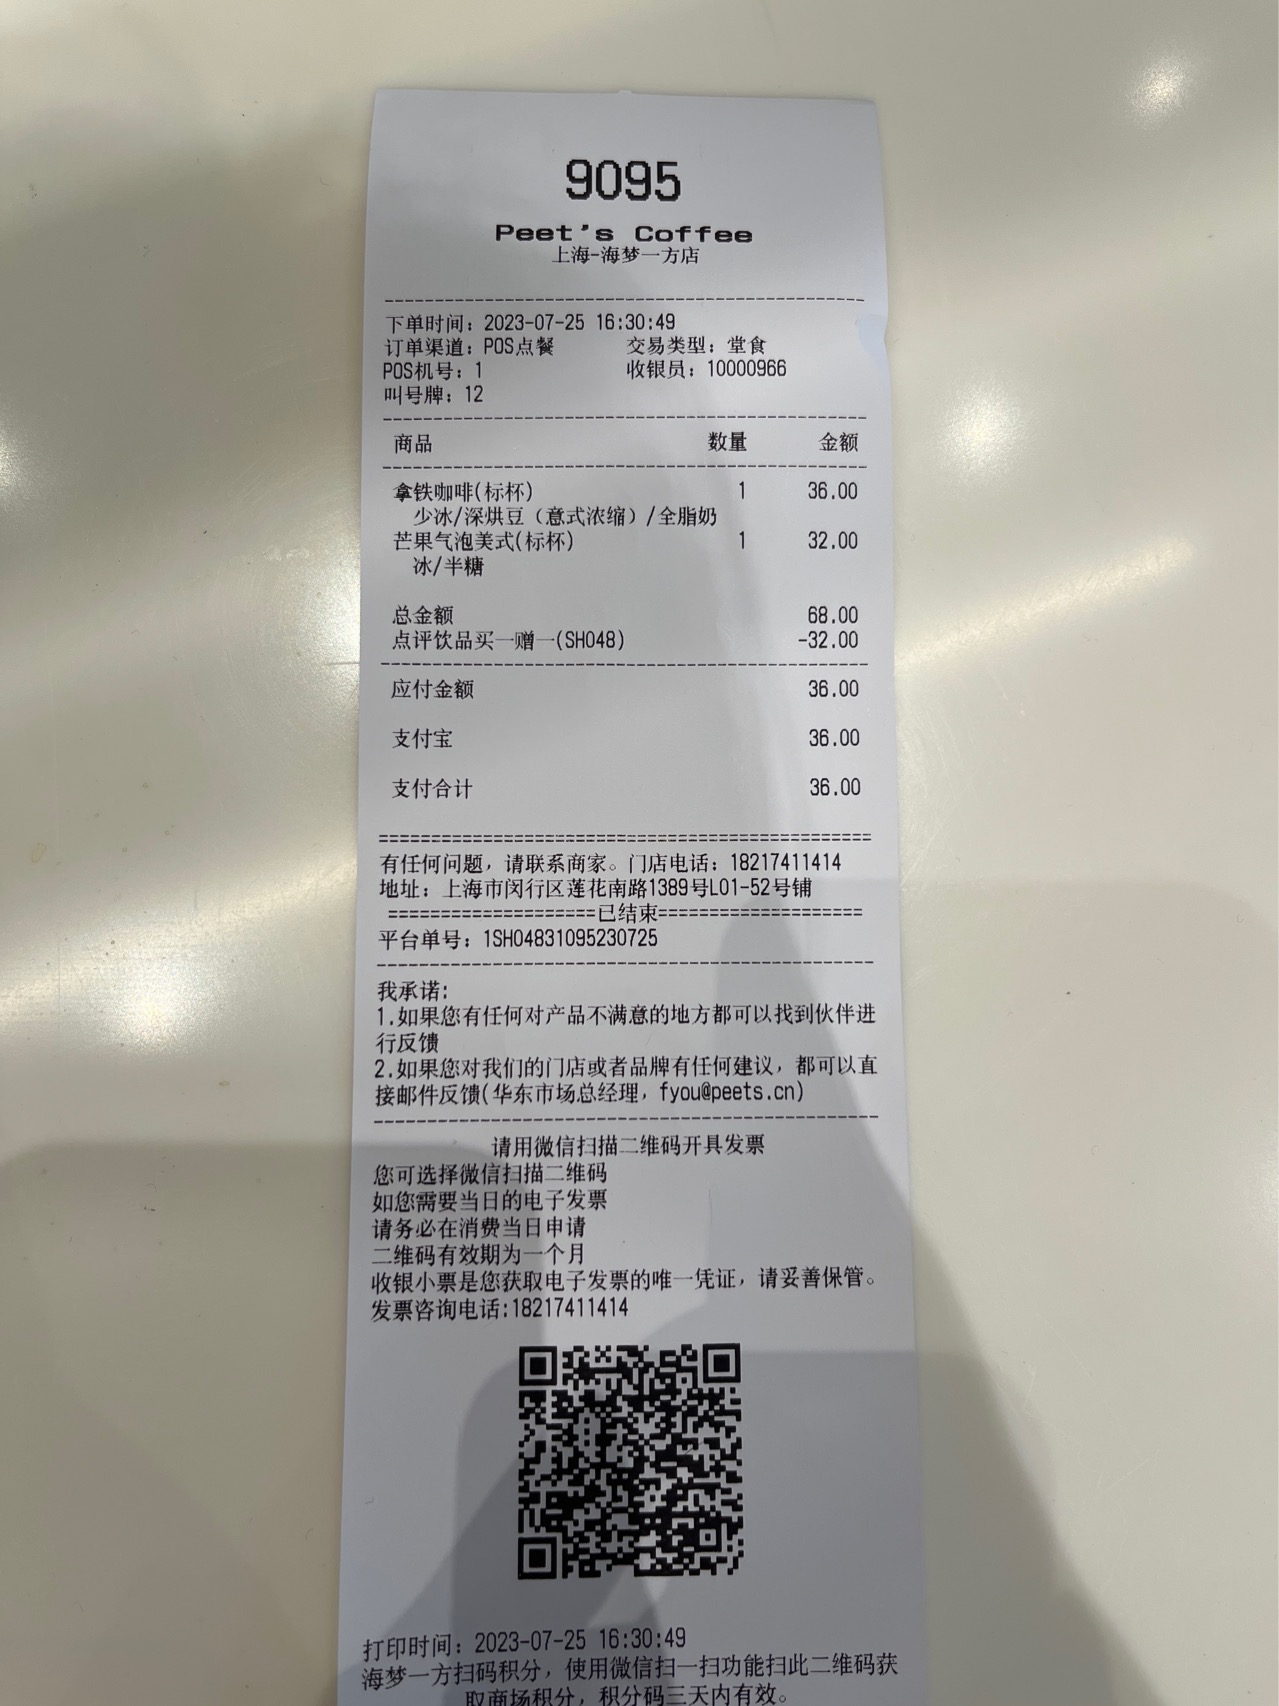 9095
Peet's Coffee
上海-海梦一方店
下单时间：2023-07-25 16:30:49
订单渠道：POS点餐 交易类型：堂食
POS机号：1 收银员：10000966
叫号牌：12
商品 数量 金额
拿铁咖啡(标杯) 1 36.00
少冰/深烘豆（意式浓缩）/全脂奶
芒果气泡美式(标杯) 1 32.00
冰/半糖
总金额 68.00
点评饮品买一赠一(SH048) -32.00
应付金额 36.00
支付宝 36.00
支付合计 36.00
有任何问题，请联系商家。门店电话：18217411414
地址：上海市闵行区莲花南路1389号L01-52号铺
====================已结束====================
平台单号：1SH04831095230725
我承诺:
1.如果您有任何对产品不满意的地方都可以找到伙伴进
行反馈
2.如果您对我们的门店或者品牌有任何建议，都可以直
接邮件反馈(华东市场总经理，fyou@peets.cn)
请用微信扫描二维码开具发票
您可选择微信扫描二维码
如您需要当日的电子发票
请务必在消费当日申请
二维码有效期为一个月
收银小票是您获取电子发票的唯一凭证，请妥善保管。
发票咨询电话:18217411414
打印时间：2023-07-25 16:30:49
海梦一方扫码积分，使用微信扫一扫功能扫此二维码获
取商场积分，积分码三天内有效。